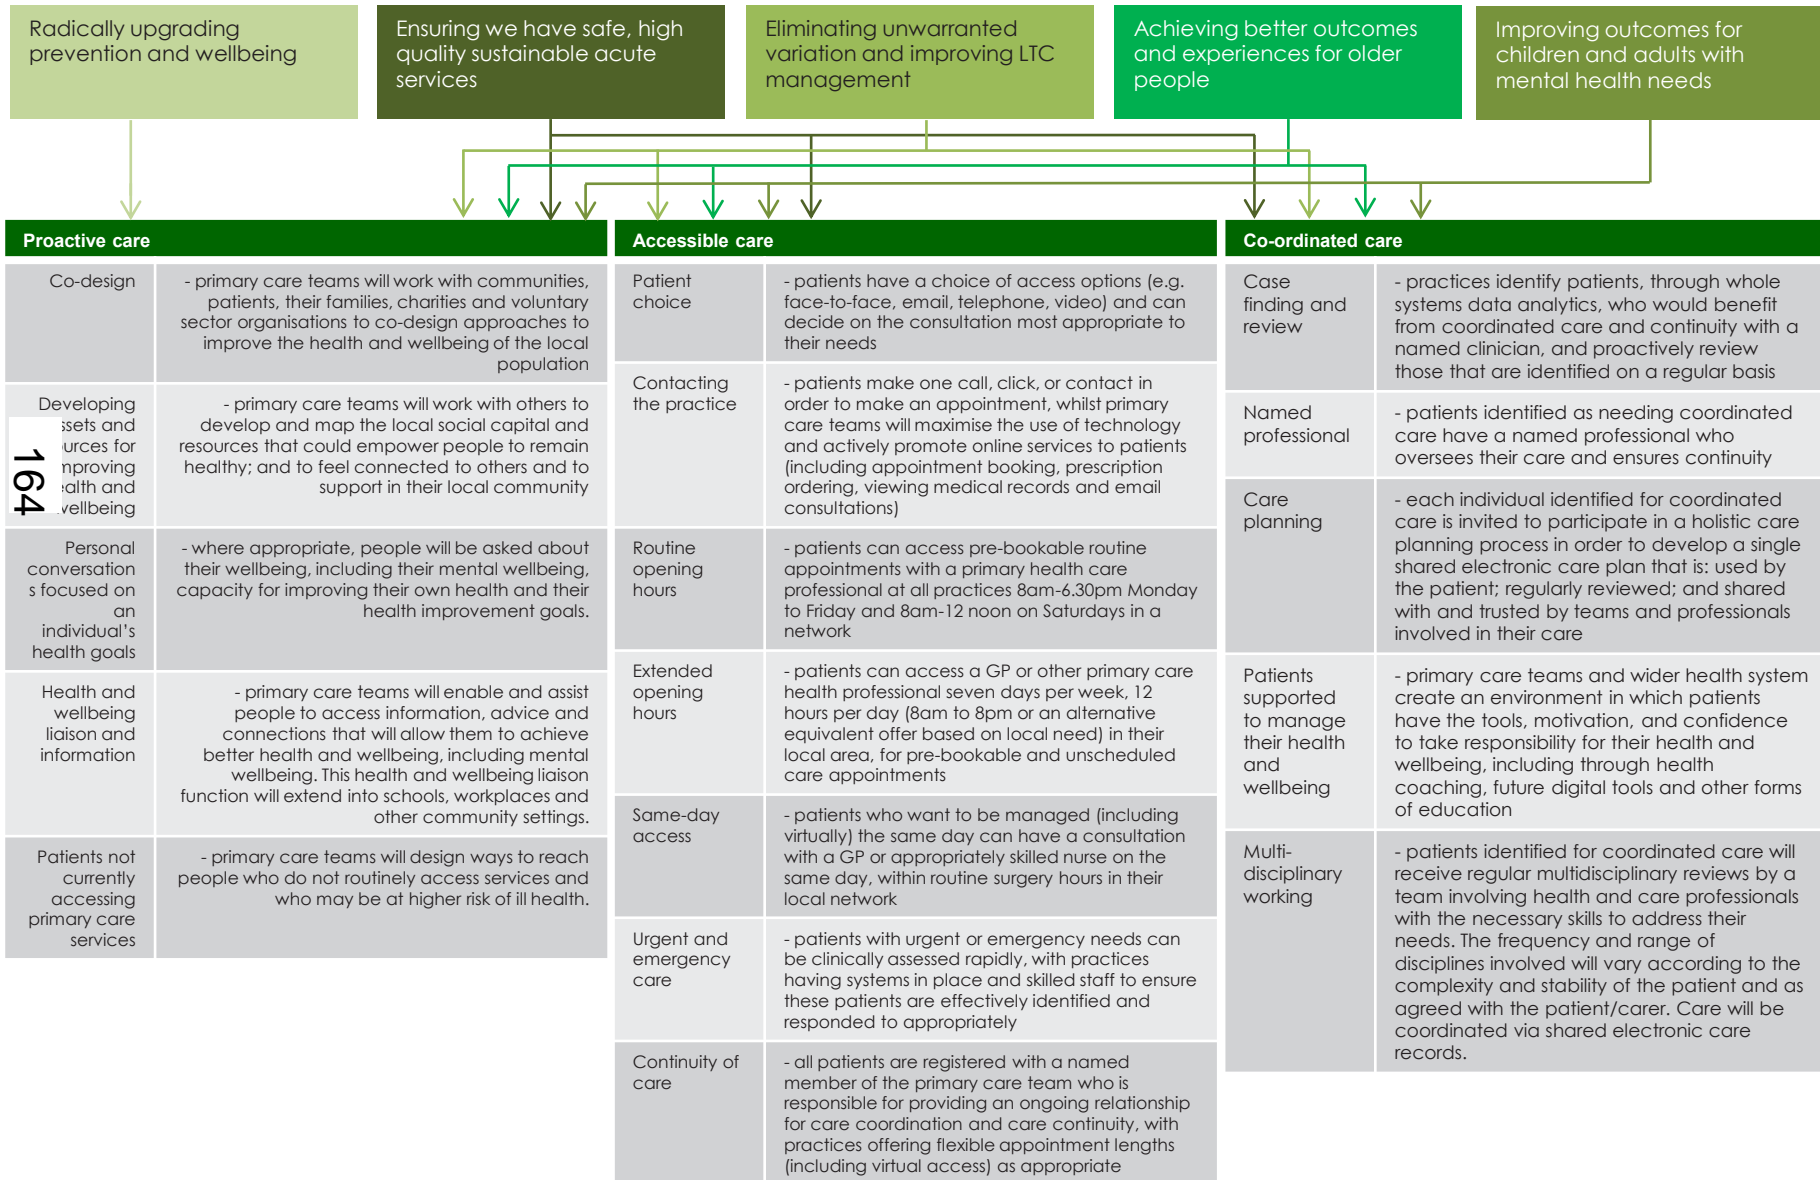 Radically upgrading
prevention and wellbeing
Ensuring we have safe, high
quality sustainable acute
services
Eliminating unwarranted
variation and improving LTC
management
Achieving better outcomes
and experiences for older
people
Improving outcomes for
children and adults with
mental health needs
Proactive care
Co-design
- primary care teams will work with communities,
patients, their families, charities and voluntary
sector organisations to co-design approaches to
improve the health and wellbeing of the local
population
Developing
ssets and
urces for
mproving
alth and
wellbeing
- primary care teams will work with others to
develop and map the local social capital and
resources that could empower people to remain
healthy; and to feel connected to others and to
support in their local community
164
Personal
conversation
s focused on
an
individual's
health goals
- where appropriate, people will be asked about
their wellbeing, including their mental wellbeing,
capacity for improving their own health and their
health improvement goals.
Health and
wellbeing
liaison and
information
- primary care teams will enable and assist
people to access information, advice and
connections that will allow them to achieve
better health and wellbeing, including mental
wellbeing. This health and wellbeing liaison
function will extend into schools, workplaces and
other community settings.
Patients not
currently
accessing
primary care
services
- primary care teams will design ways to reach
people who do not routinely access services and
who may be at higher risk of ill health.
Accessible care
Patient
choice
- patients have a choice of access options (e.g.
face-to-face, email, telephone, video) and can
decide on the consultation most appropriate to
their needs
Contacting
the practice
- patients make one call, click, or contact in
order to make an appointment, whilst primary
care teams will maximise the use of technology
and actively promote online services to patients
(including appointment booking, prescription
ordering, viewing medical records and email
consultations)
Routine
opening
hours
- patients can access pre-bookable routine
appointments with a primary health care
professional at all practices 8am-6.30pm Monday
to Friday and 8am-12 noon on Saturdays in a
network
Extended
opening
hours
- patients can access a GP or other primary care
health professional seven days per week, 12
hours per day (8am to 8pm or an alternative
equivalent offer based on local need) in their
local area, for pre-bookable and unscheduled
care appointments
Same-day
access
- patients who want to be managed (including
virtually) the same day can have a consultation
with a GP or appropriately skilled nurse on the
same day, within routine surgery hours in their
local network
Urgent and
emergency
care
- patients with urgent or emergency needs can
be clinically assessed rapidly, with practices
having systems in place and skilled staff to ensure
these patients are effectively identified and
responded to appropriately
Continuity of
care
- all patients are registered with a named
member of the primary care team who is
responsible for providing an ongoing relationship
for care coordination and care continuity, with
practices offering flexible appointment lengths
(including virtual access) as appropriate
Co-ordinated care
Case
finding and
review
- practices identify patients, through whole
systems data analytics, who would benefit
from coordinated care and continuity with a
named clinician, and proactively review
those that are identified on a regular basis
Named
professional
- patients identified as needing coordinated
care have a named professional who
oversees their care and ensures continuity
Care
planning
- each individual identified for coordinated
care is invited to participate in a holistic care
planning process in order to develop a single
shared electronic care plan that is: used by
the patient; regularly reviewed; and shared
with and trusted by teams and professionals
involved in their care
Patients
supported
to manage
their health
and
wellbeing
- primary care teams and wider health system
create an environment in which patients
have the tools, motivation, and confidence
to take responsibility for their health and
wellbeing, including through health
coaching, future digital tools and other forms
of education
Multi-
disciplinary
working
- patients identified for coordinated care will
receive regular multidisciplinary reviews by a
team involving health and care professionals
with the necessary skills to address their
needs. The frequency and range of
disciplines involved will vary according to the
complexity and stability of the patient and as
agreed with the patient/carer. Care will be
coordinated via shared electronic care
records.